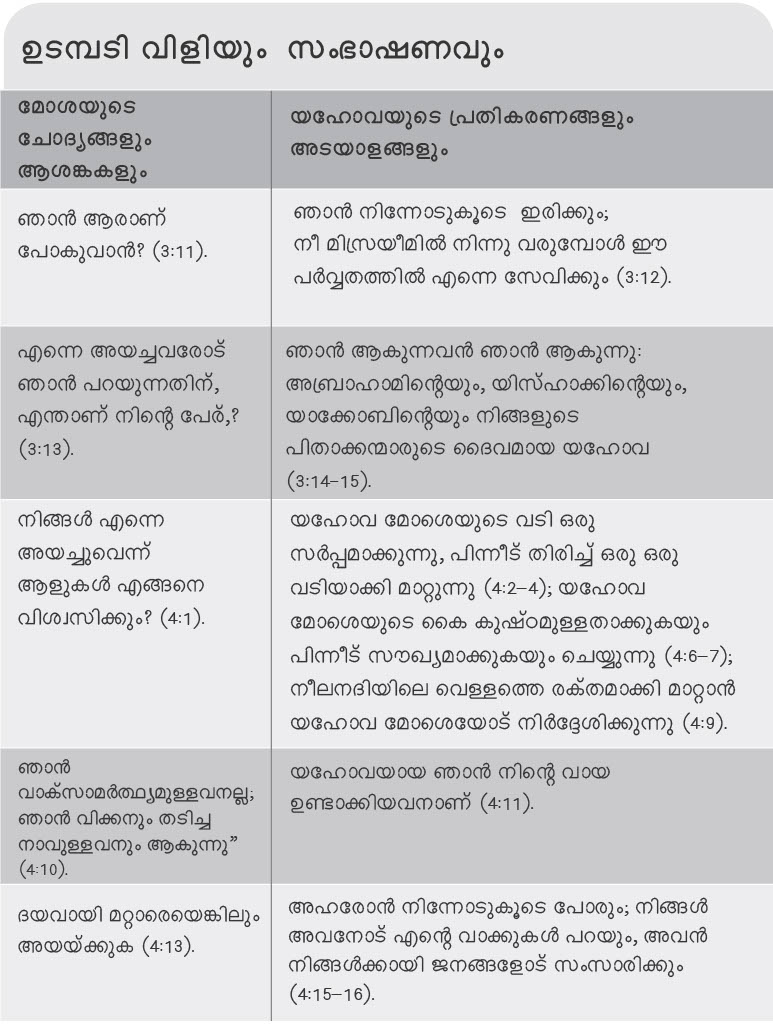 ഉടമ്പടി വിളിയും സംഭാഷണവും
മോശയുടെ
ചോദ്യങ്ങളും
ആശങ്കകളും
യഹോവയുടെ പ്രതികരണങ്ങളും
അടയാളങ്ങളും
ഞാൻ ആരാണ്
പോകുവാൻ? (3:11).
ഞാൻ നിന്നോടുകൂടെ ഇരിക്കും;
നീ മിസ്രയീമിൽ നിന്നു വരുമ്പോൾ ഈ
പർവ്വതത്തിൽ എന്നെ സേവിക്കും (3:12).
എന്നെ അയച്ചവരോട്
ഞാൻ പറയുന്നതിന്,
എന്താണ് നിന്റെ പേര്,?
(3:13).
ഞാൻ ആകുന്നവൻ ഞാൻ ആകുന്നു:
അബ്രാഹാമിന്റെയും, യിസ്ഹാക്കിന്റെയും,
യാക്കോബിന്റെയും നിങ്ങളുടെ
പിതാക്കന്മാരുടെ ദൈവമായ യഹോവ
(3:14–15).
നിങ്ങൾ എന്നെ
അയച്ചുവെന്ന്
ആളുകൾ എങ്ങനെ
വിശ്വസിക്കും? (4:1).
യഹോവ മോശെയുടെ വടി ഒരു
സർപ്പമാക്കുന്നു, പിന്നീട് തിരിച്ച് ഒരു ഒരു
വടിയാക്കി മാറ്റുന്നു (4:2–4); യഹോവ
മോശെയുടെ കൈ കുഷ്ഠമുള്ളതാക്കുകയും
പിന്നീട് സൗഖ്യമാക്കുകയും ചെയ്യുന്നു (4:6–7);
നീലനദിയിലെ വെള്ളത്തെ രക്തമാക്കി മാറ്റാൻ
യഹോവ മോശെയോട് നിർദ്ദേശിക്കുന്നു (4:9).
ഞാൻ
വാക്സാമർത്ഥ്യമുള്ളവനല്ല;
ഞാൻ വിക്കനും തടിച്ച
നാവുള്ളവനും ആകുന്നു”
(4:10).
യഹോവയായ ഞാൻ നിന്റെ വായ
ഉണ്ടാക്കിയവനാണ് (4:11).
ദയവായി മറ്റാരെയെങ്കിലും
അയയ്ക്കുക (4:13).
അഹരോൻ നിന്നോടുകൂടെ പോരും; നിങ്ങൾ
അവനോട് എന്റെ വാക്കുകൾ പറയും, അവൻ
നിങ്ങൾക്കായി ജനങ്ങളോട് സംസാരിക്കും
(4:15–16).